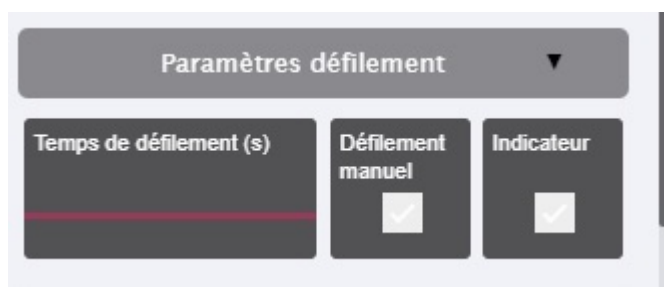 Paramètres défilement ▼
Temps de défilement (s)
Défilement
manuel
Indicateur